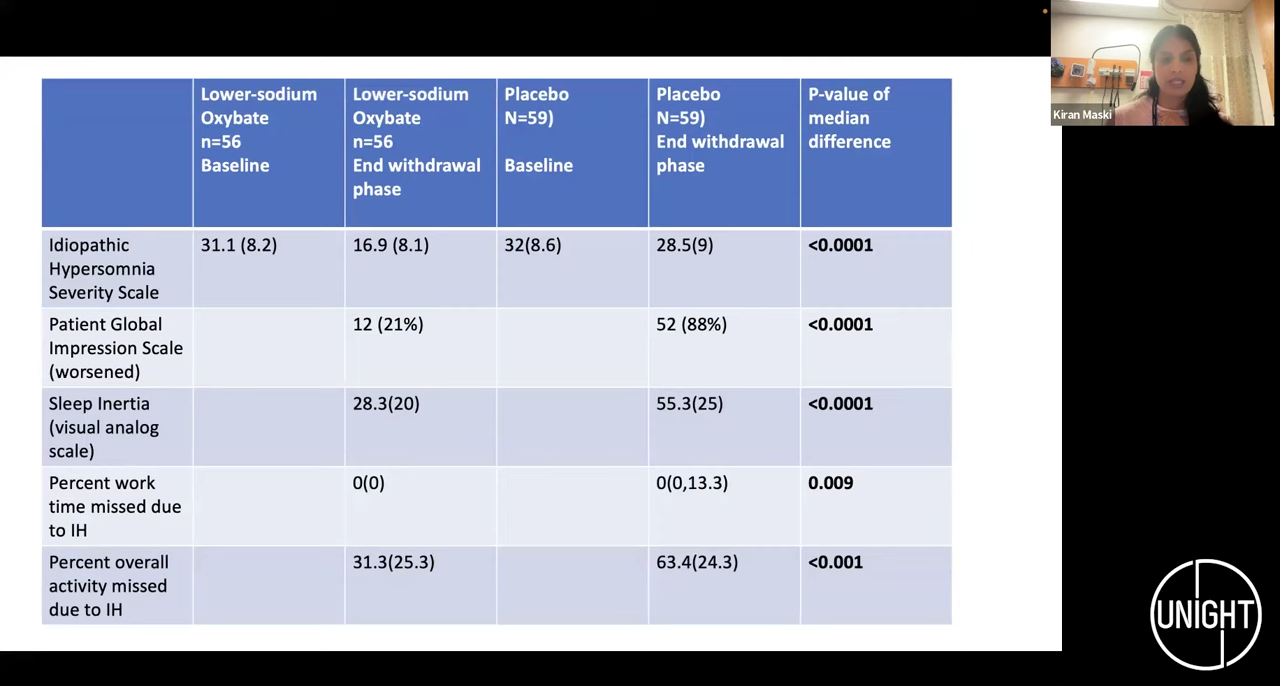 Lower-sodium
Oxybate
n=56
Baseline
Lower-sodium
Oxybate
n=56
End withdrawal
phase
Placebo
N=59)
Baseline
Placebo
N=59)
End withdrawal
phase
P-value of
median
difference
Idiopathic
Hypersomnia
Severity Scale
31.1 (8.2)
16.9 (8.1)
32(8.6)
28.5(9)
<0.0001
Patient Global
Impression Scale
(worsened)
12 (21%)
52 (88%)
<0.0001
Sleep Inertia
(visual analog
scale)
28.3(20)
55.3(25)
<0.0001
Percent work
time missed due
to IH
0(0)
0(0,13.3)
0.009
Percent overall
activity missed
due to IH
31.3(25.3)
63.4(24.3)
<0.001
Kiran Maski
UNIGHT